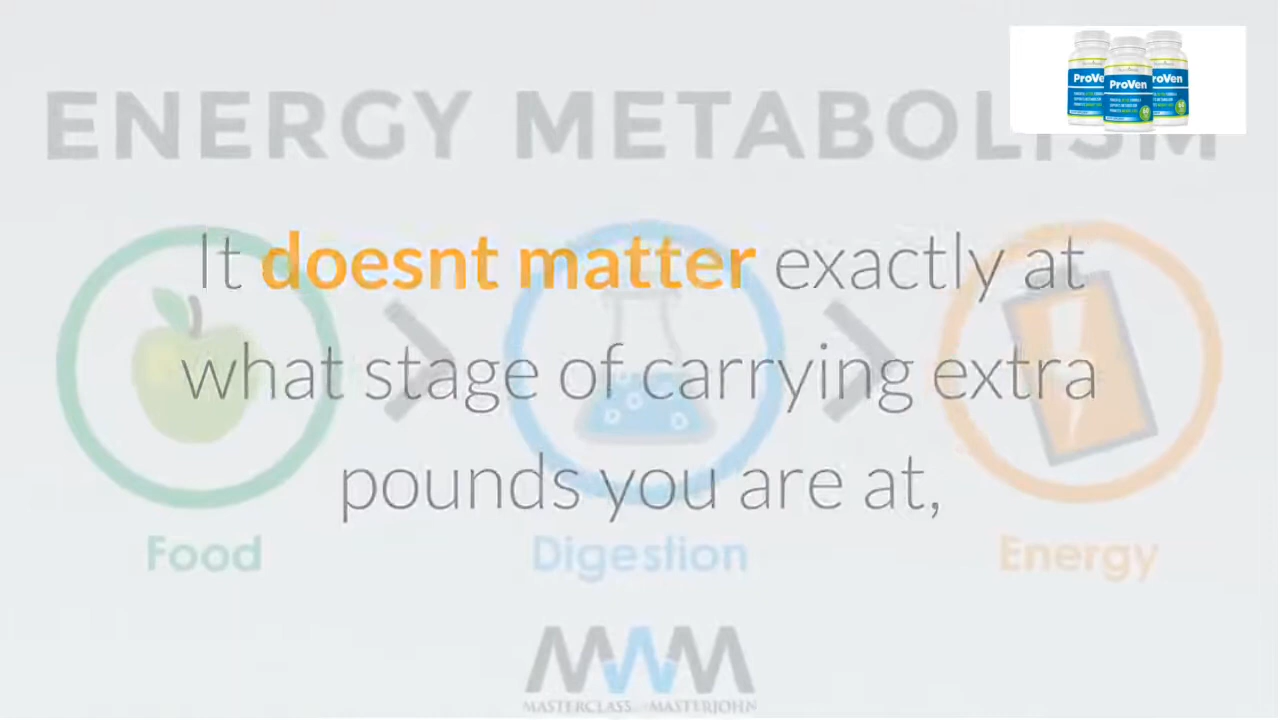 ENERGY METABOLISM
ProVen
ProVen
ProVen
It doesnt matter exactly at
what stage of carrying extra
pounds you are at,
Food
Digestion
Energy
MWM
MASTERCLASS MASTERJOHN